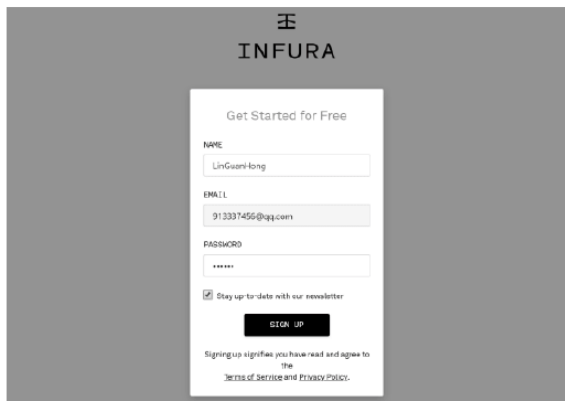 INFURA
Get Started for Free
NAME
LinGuanHong
EMAIL
913337456@qq.com
PASSWORD
••••••
Stay up-to-date with our newsletter
SIGN UP
Signing up signifies you have read and agree to
the
Terms of Service and Privacy Policy.